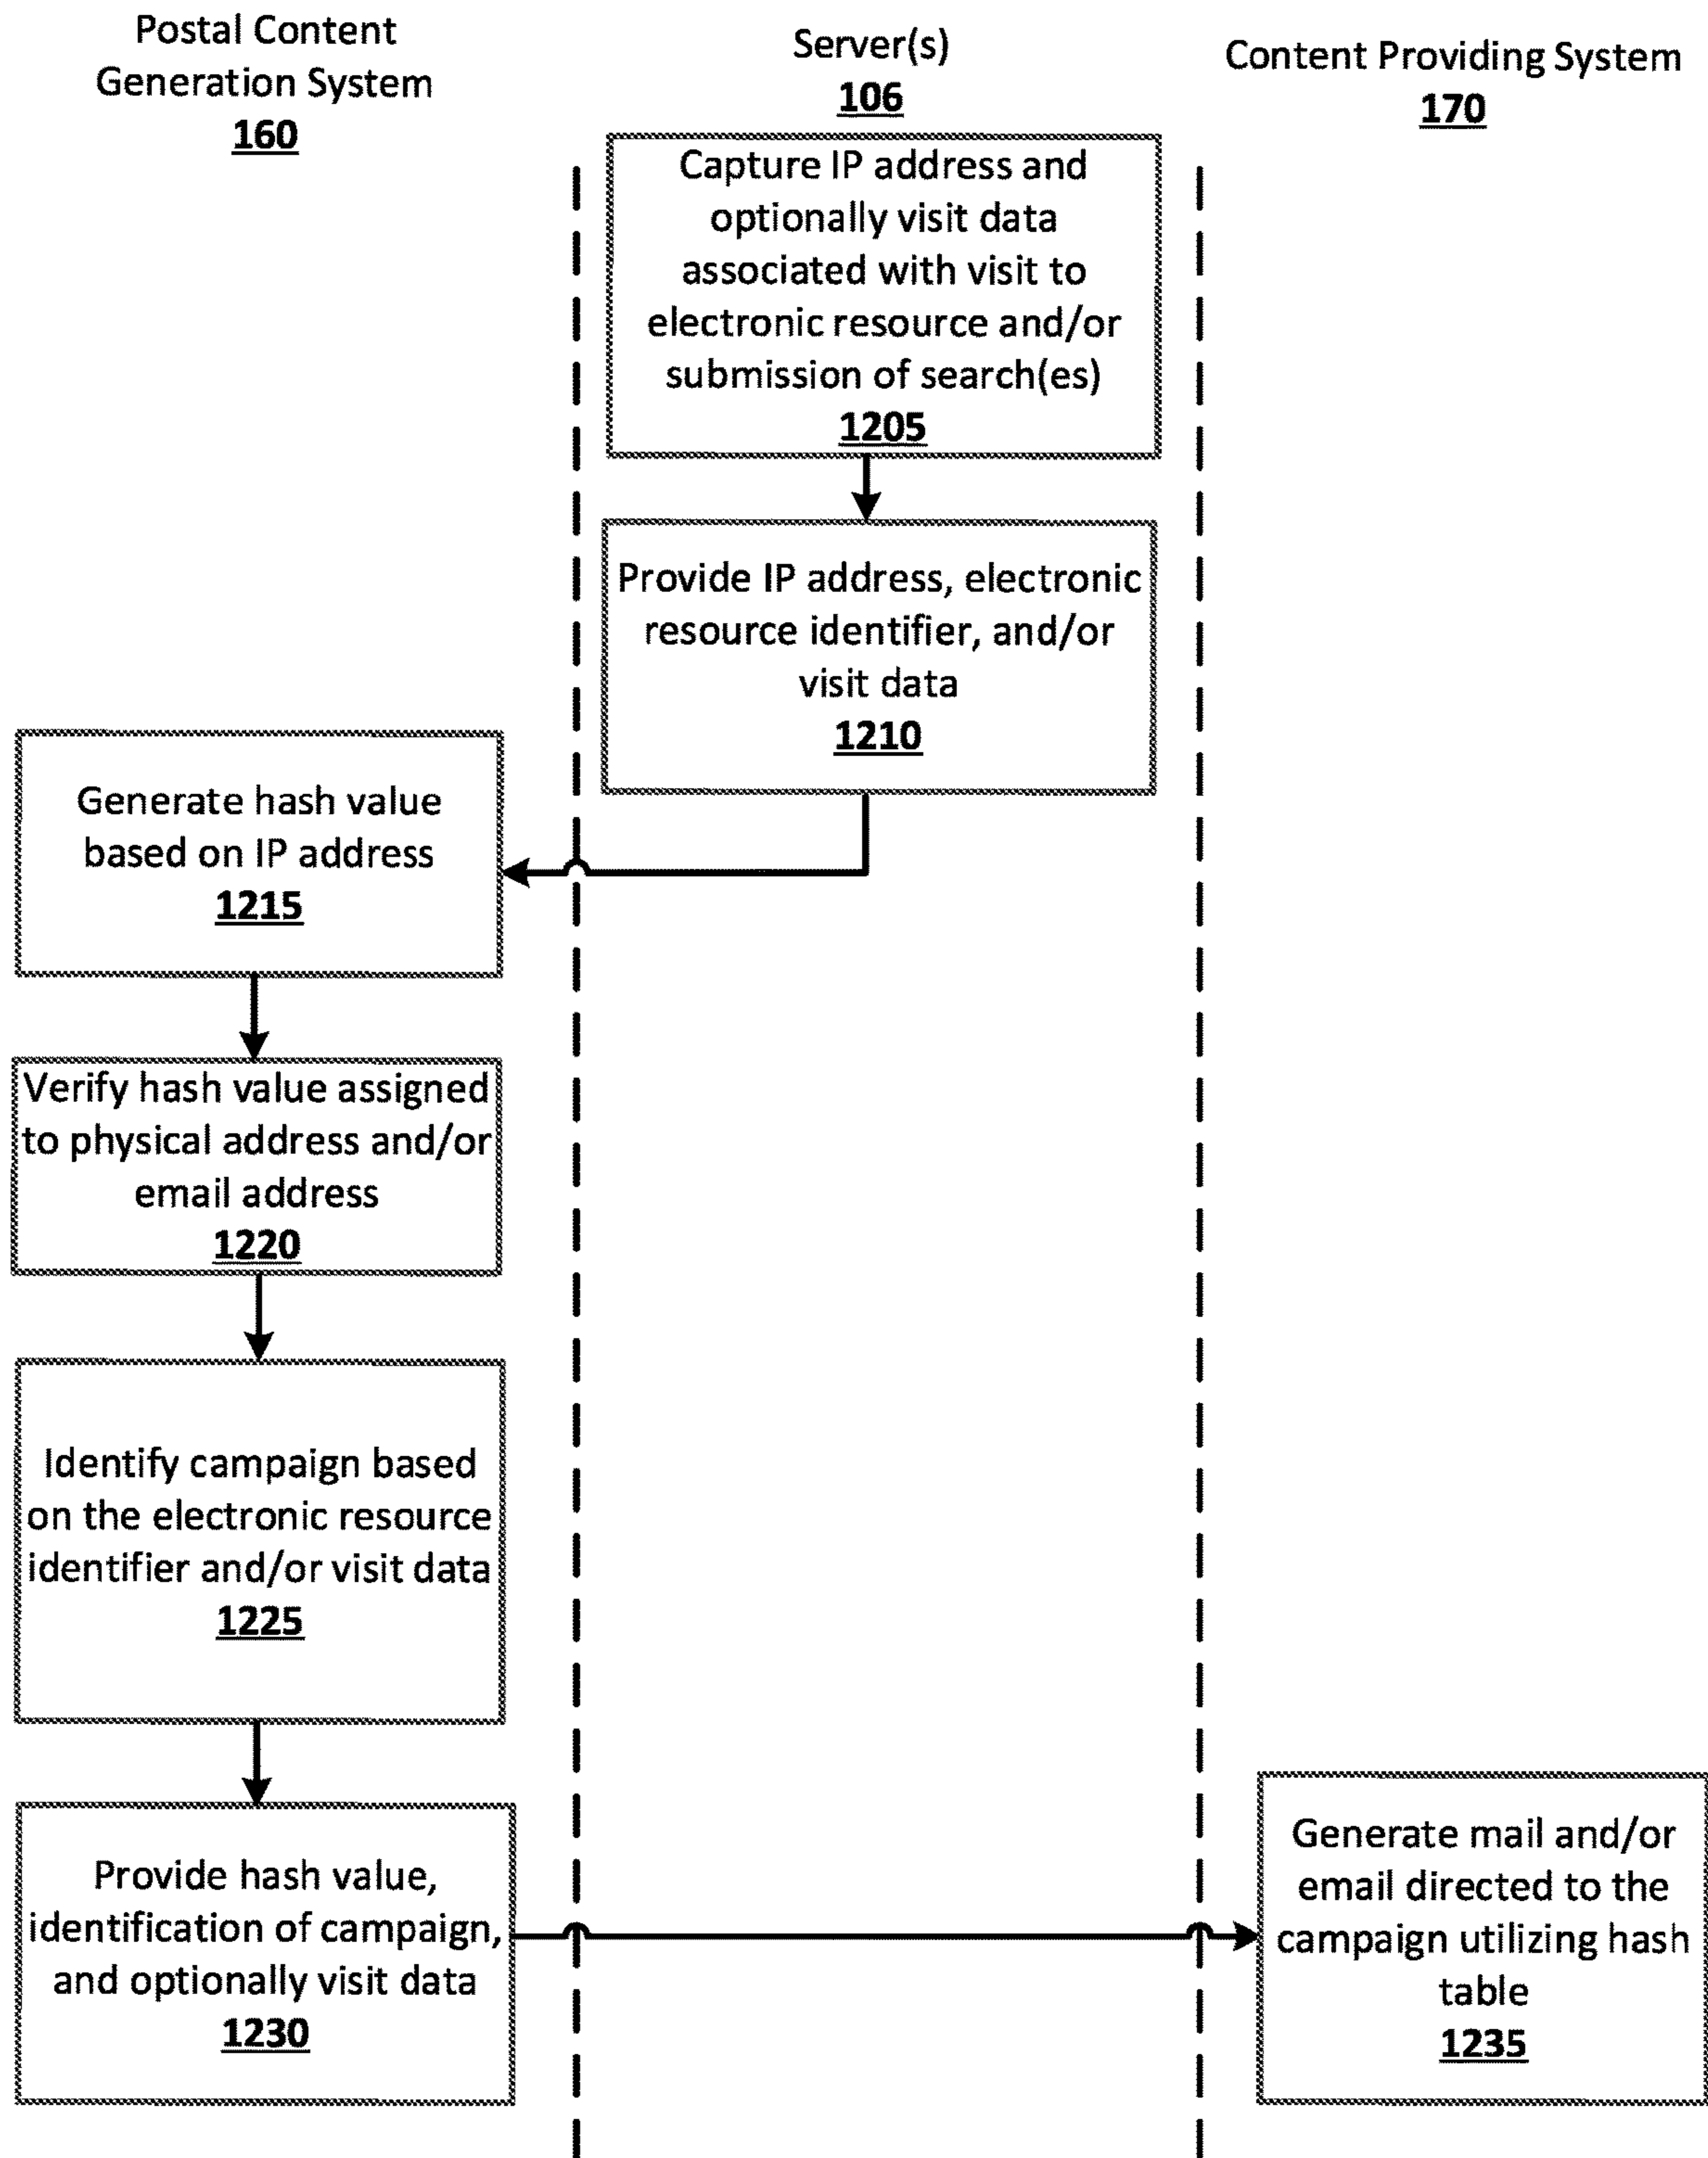 Postal Content
Generation System
160
Server(s)
106
Content Providing System
170
Capture IP address and
optionally visit data
associated with visit to
electronic resource and/or
submission of search(es)
1205
Provide IP address, electronic
resource identifier, and/or
visit data
1210
Generate hash value
based on IP address
1215
Verify hash value assigned
to physical address and/or
email address
1220
Identify campaign based
on the electronic resource
identifier and/or visit data
1225
Provide hash value,
identification of campaign,
and optionally visit data
1230
Generate mail and/or
email directed to the
campaign utilizing hash
table
1235